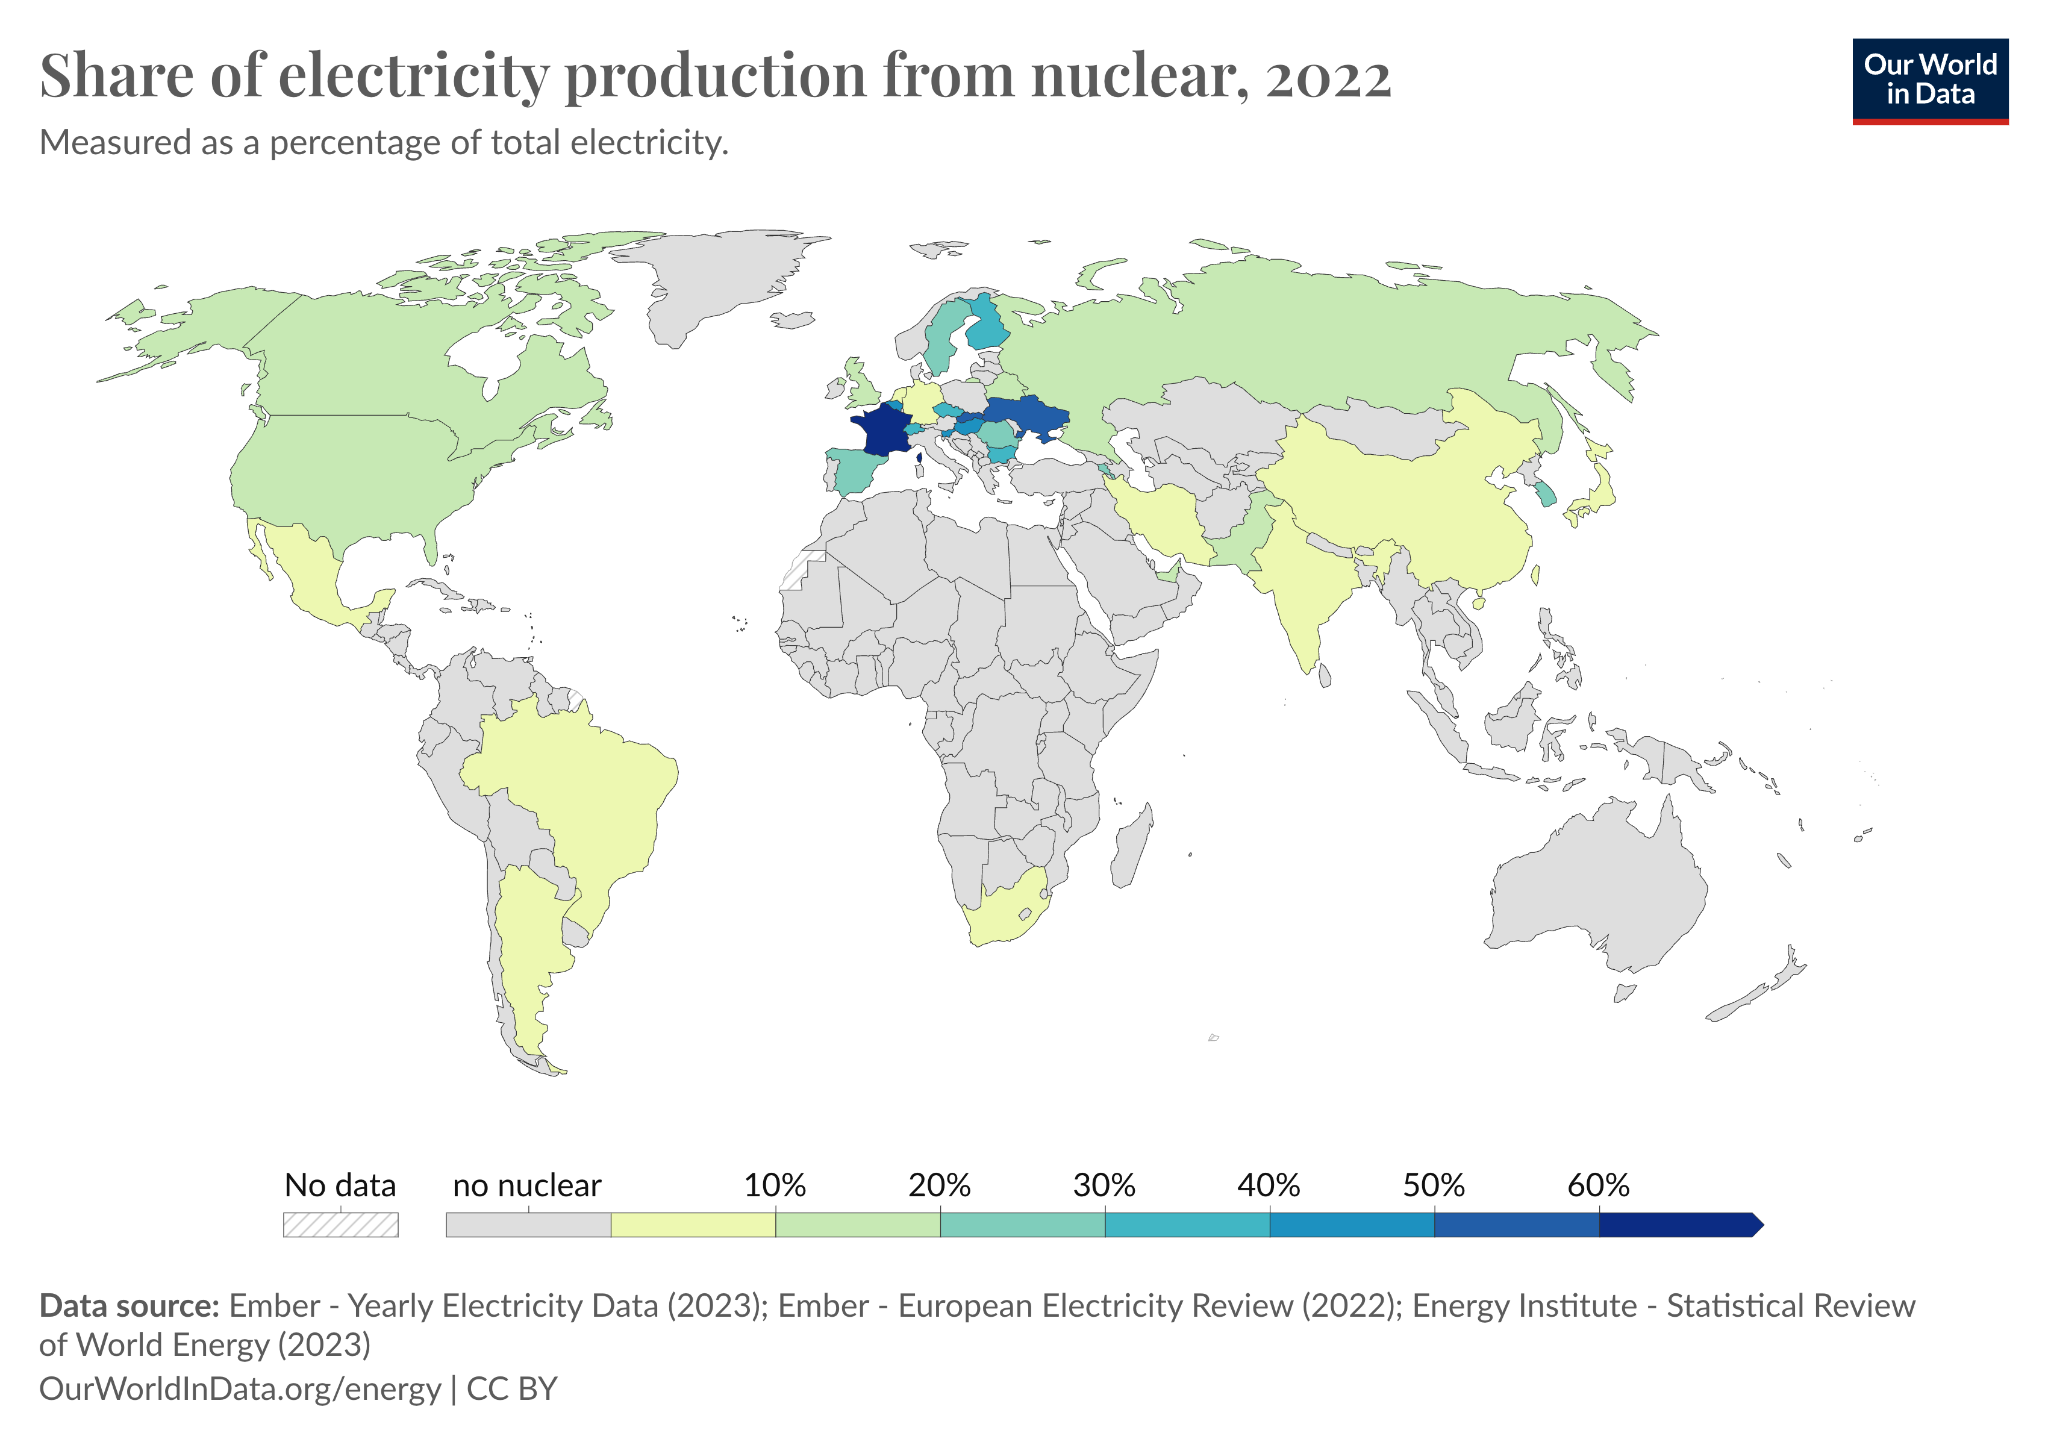 Share of electricity production from nuclear, 2022
Our World
in Data
Measured as a percentage of total electricity.
No data
no nuclear
10%
20%
30%
40%
50%
60%
Data source: Ember - Yearly Electricity Data (2023); Ember - European Electricity Review (2022); Energy Institute - Statistical Review
of World Energy (2023)
OurWorldInData.org/energy | CC BY